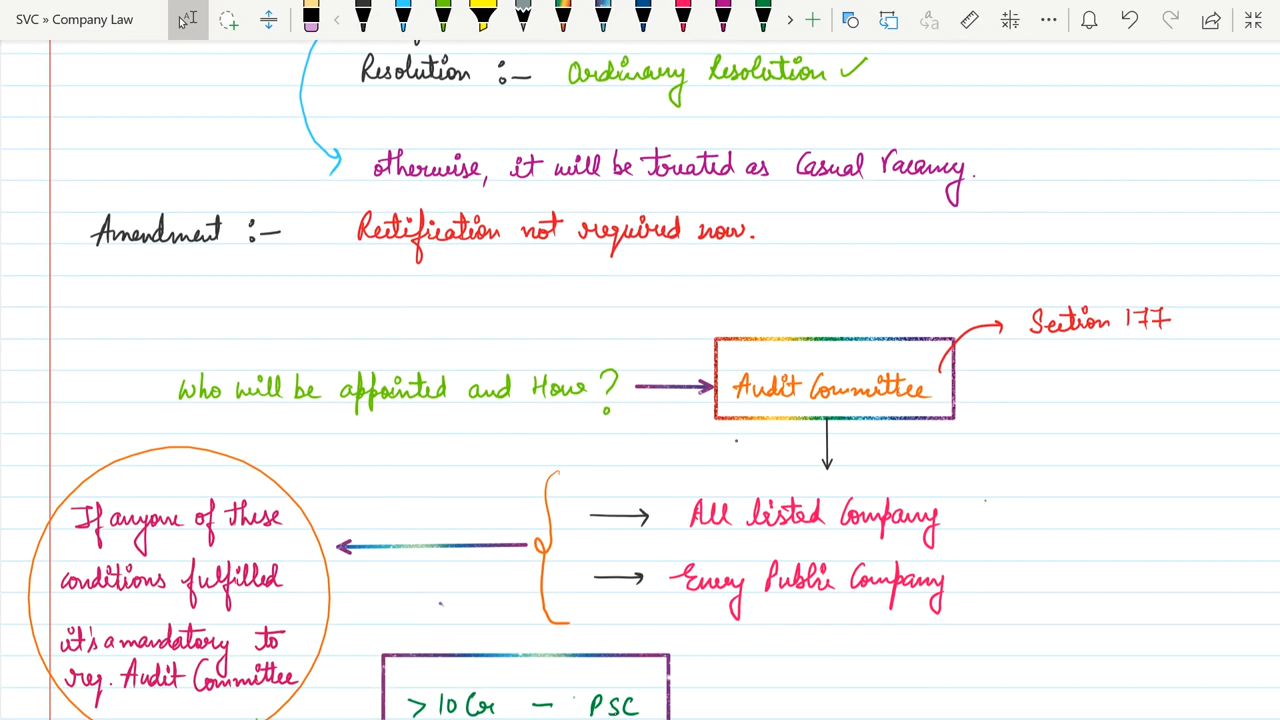 SVC » Company Law
Resolution :- Ordinary Resolution ✓
otherwise, it will be treated as Casual Vacancy.
Amendment :- Rectification not required now.
Section 177
Who will be appointed and How? Audit Committee
All listed Company
Every Public Company
If anyone of these
conditions fulfilled
it's a mandatory to
req. Audit Committee
> 10 Cr - PSC